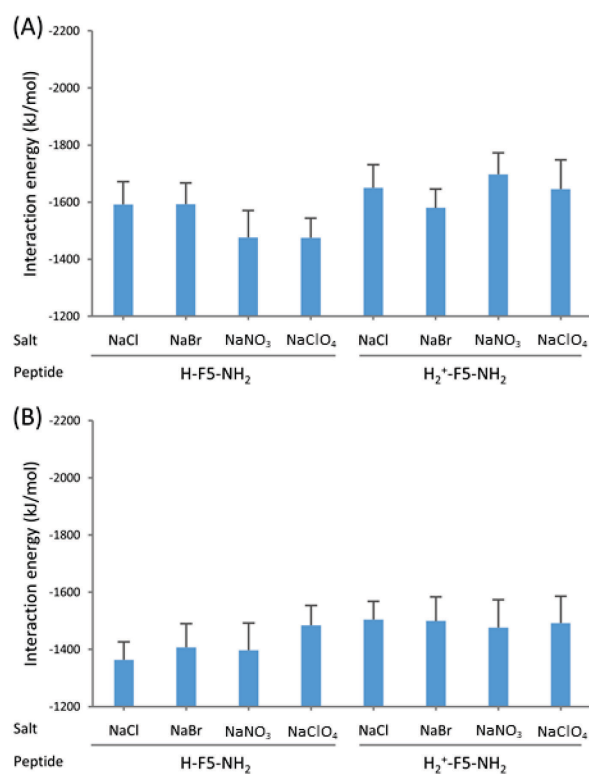 (A)
Interaction energy (kJ/mol)
-2200
-2000
-1800
-1600
-1400
-1200
Salt NaCl NaBr NaNO₃ NaClO₄ NaCl NaBr NaNO₃ NaClO₄
Peptide H-F5-NH₂ H₂⁺-F5-NH₂
(B)
Interaction energy (kJ/mol)
-2200
-2000
-1800
-1600
-1400
-1200
Salt NaCl NaBr NaNO₃ NaClO₄ NaCl NaBr NaNO₃ NaClO₄
Peptide H-F5-NH₂ H₂⁺-F5-NH₂